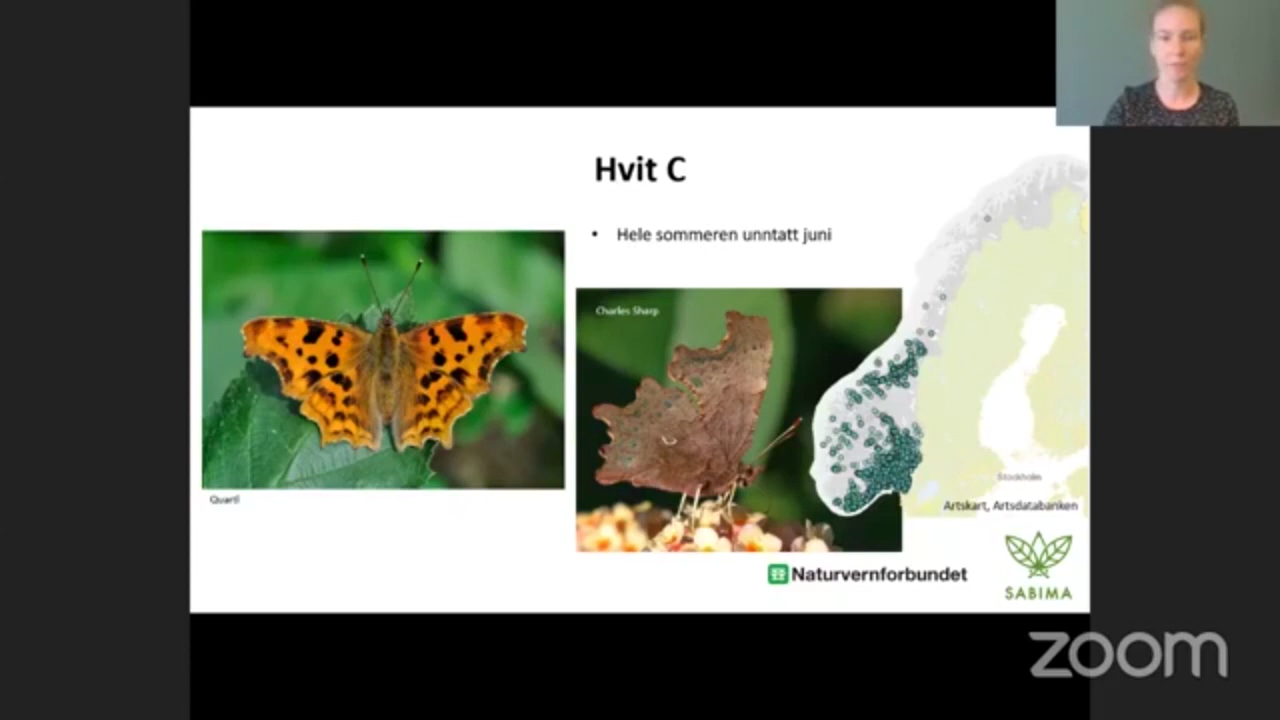 Hvit C
• Hele sommeren unntatt juni
Charles Sharp
Quartl
Stockholm
Artskart, Artsdatabanken
Naturvernforbundet
SABIMA
zoom